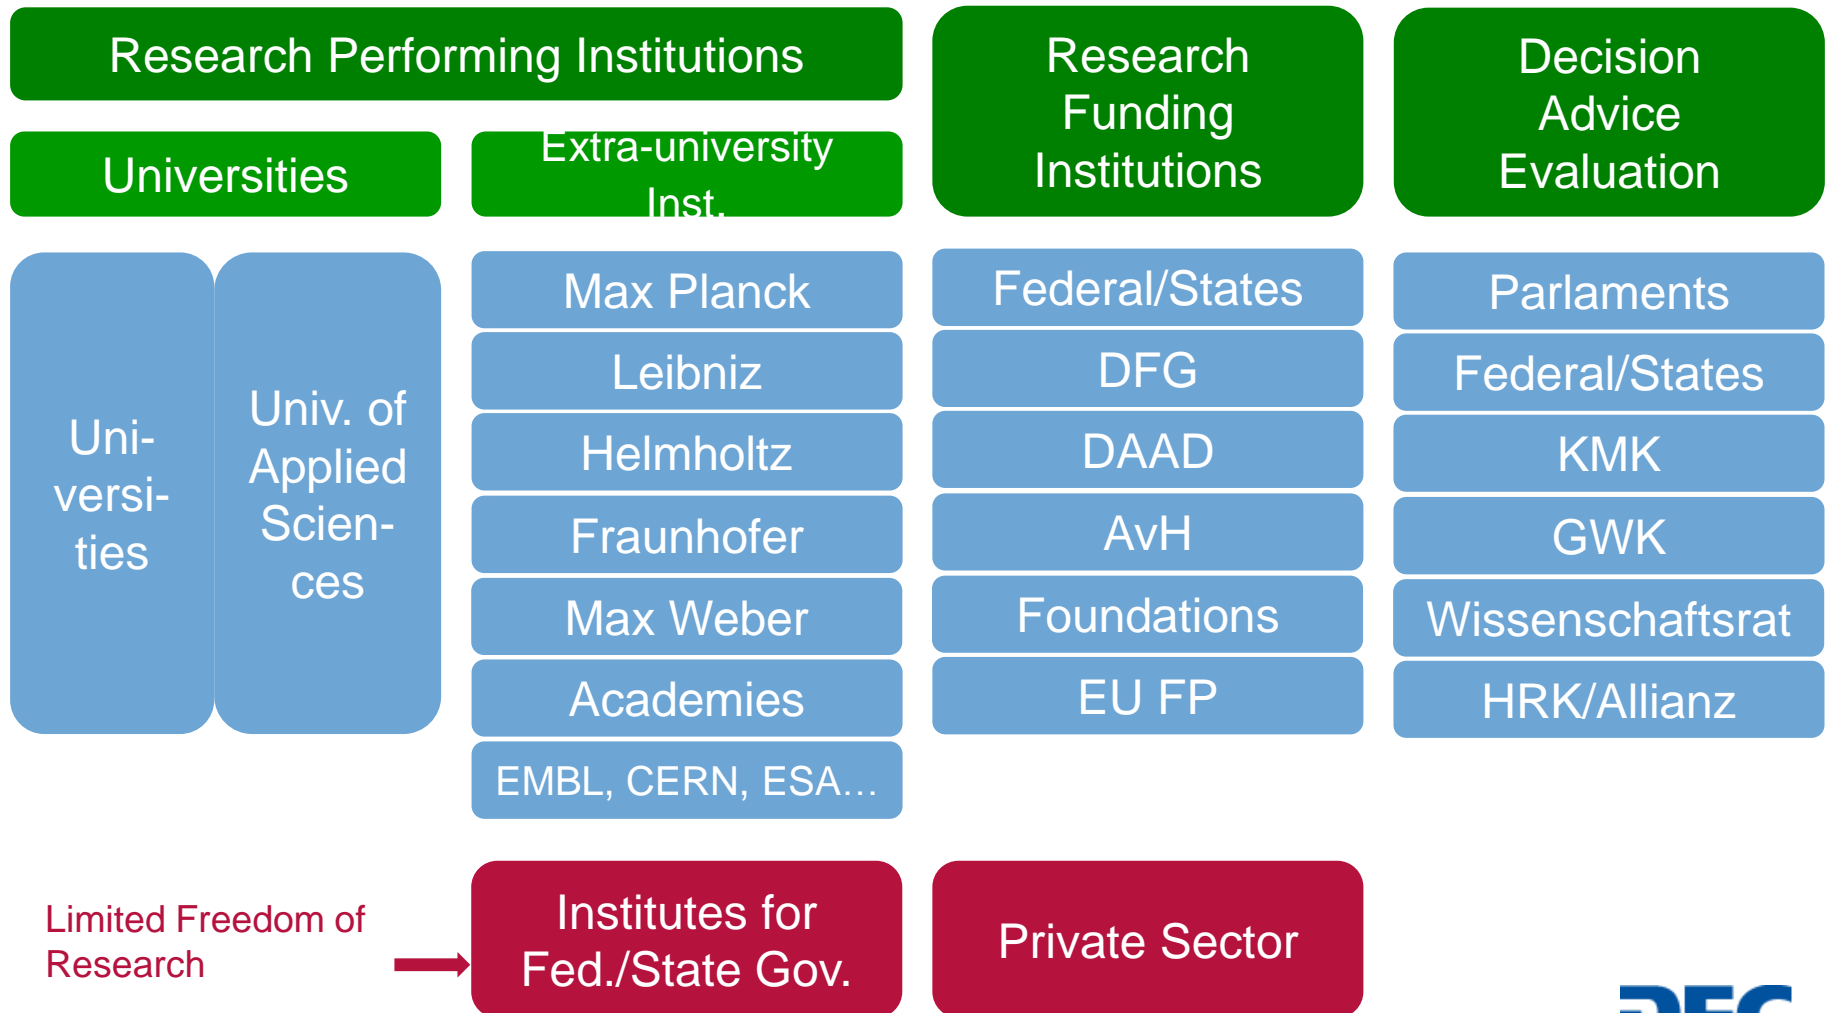 Research Performing Institutions
Universities
Extra-university
Inst.
Research
Funding
Institutions
Decision
Advice
Evaluation
Uni-
versi-
ties
Univ. of
Applied
Scien-
ces
Max Planck
Leibniz
Helmholtz
Fraunhofer
Max Weber
Academies
EMBL, CERN, ESA…
Federal/States
DFG
DAAD
AvH
Foundations
EU FP
Parlaments
Federal/States
KMK
GWK
Wissenschaftsrat
HRK/Allianz
Limited Freedom of
Research
Institutes for
Fed./State Gov.
Private Sector
DFG